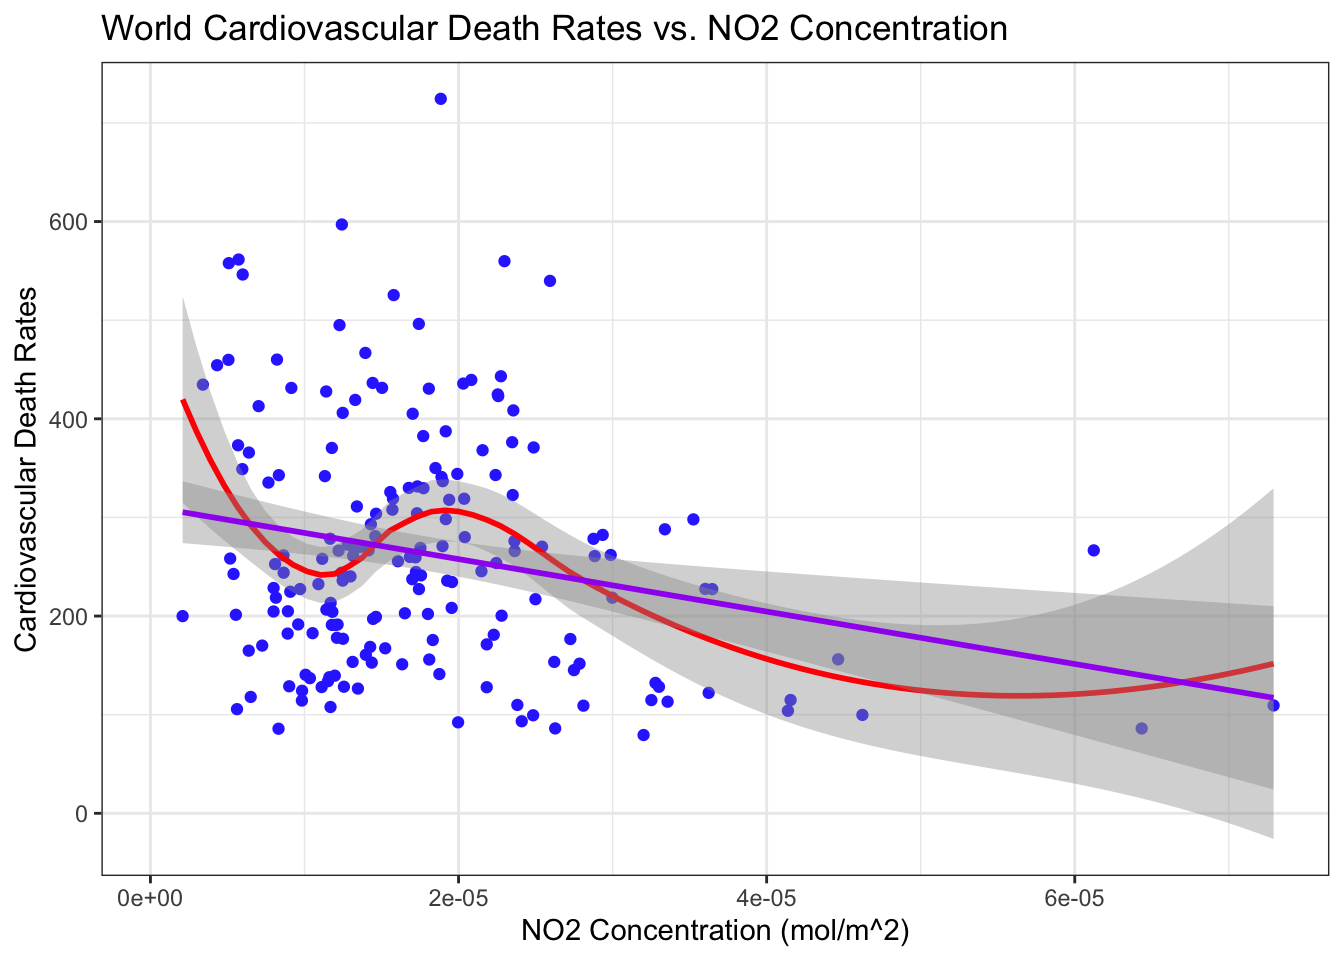 World Cardiovascular Death Rates vs. NO2 Concentration
Cardiovascular Death Rates
600
400
200
0
0e+00 2e-05 4e-05 6e-05
NO2 Concentration (mol/m^2)